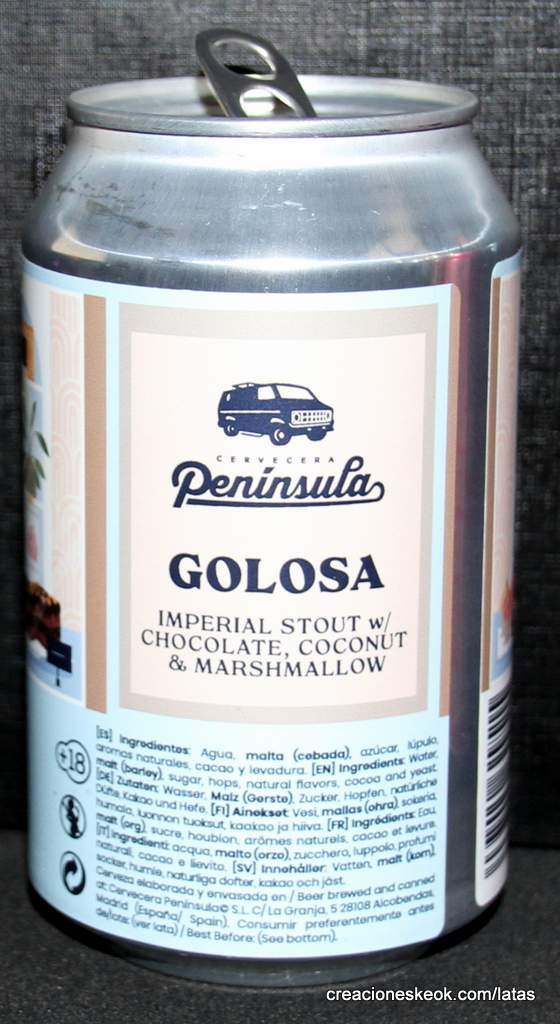 CERVECERA
Península
GOLOSA
IMPERIAL STOUT w/
CHOCOLATE, COCONUT
& MARSHMALLOW
+18
[ES] Ingredientes: Agua, malta (cebada), azúcar, lúpulo,
aromas naturales, cacao y levadura. [EN] Ingredients: Water,
malt (barley), sugar, hops, natural flavors, cocoa and yeast.
[DE] Zutaten: Wasser, Malz (Gerste), Zucker, Hopfen, natürliche
Düfte, Kakao und Hefe. [FI] Ainekset: Vesi, mallas (ohra), sokeria,
humala, luonnon tuoksut, kaakao ja hiiva. [FR] Ingrédients: Eau,
malt (org), sucre, houblon, arômes naturels, cacao et levure.
[IT] Ingredienti: acqua, malto (orzo), zucchero, luppolo, profumi
naturali, cacao e lievito. [SV] Innehåller: Vatten, malt (korn),
socker, humle, naturliga dofter, kakao och jäst.
Cerveza elaborada y envasada en / Beer brewed and canned
at: Cervecera Península© S.L. C/ La Granja, 5 28108 Alcobendas,
Madrid (España/ Spain). Consumir preferentemente antes
de/lote: (ver lata) / Best Before: (See bottom).
creacioneskeok.com/latas